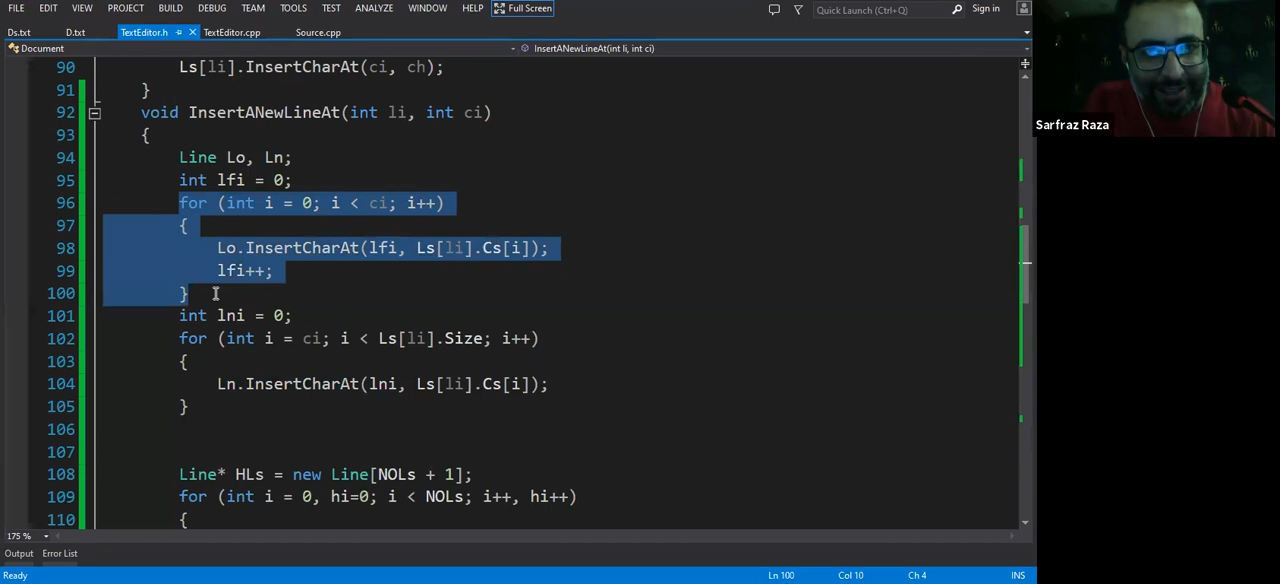 FILE EDIT VIEW PROJECT BUILD DEBUG TEAM TOOLS TEST ANALYZE WINDOW HELP Full Screen Quick Launch (Ctrl+Q) Sign in
Ds.txt D.txt TextEditor.h TextEditor.cpp Source.cpp
Document InsertANewLineAt(int li, int ci)
Sarfraz Raza
90 Ls[li].InsertCharAt(ci, ch);
91 }
92 void InsertANewLineAt(int li, int ci)
93 {
94 Line Lo, Ln;
95 int lfi = 0;
96 for (int i = 0; i < ci; i++)
97 {
98 Lo.InsertCharAt(lfi, Ls[li].Cs[i]);
99 lfi++;
100 }
101 int lni = 0;
102 for (int i = ci; i < Ls[li].Size; i++)
103 {
104 Ln.InsertCharAt(lni, Ls[li].Cs[i]);
105 }
106
107
108 Line* HLs = new Line[NOLs + 1];
109 for (int i = 0, hi=0; i < NOLs; i++, hi++)
110 {
175 %
Output Error List
Ready Ln 100 Col 10 Ch 4 INS